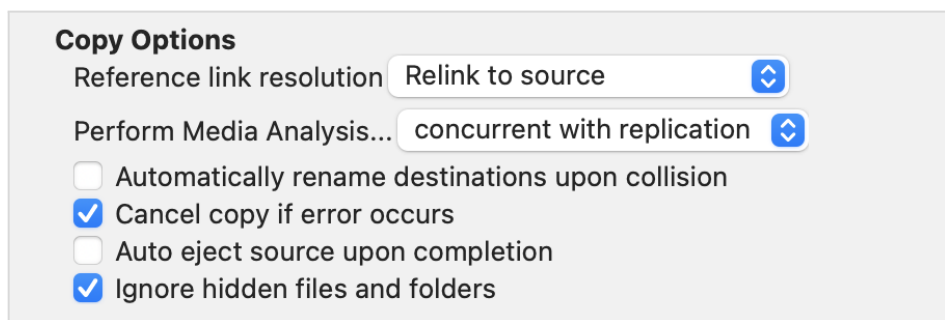 Copy Options
Reference link resolution Relink to source
Perform Media Analysis... concurrent with replication
Automatically rename destinations upon collision
Cancel copy if error occurs
Auto eject source upon completion
Ignore hidden files and folders